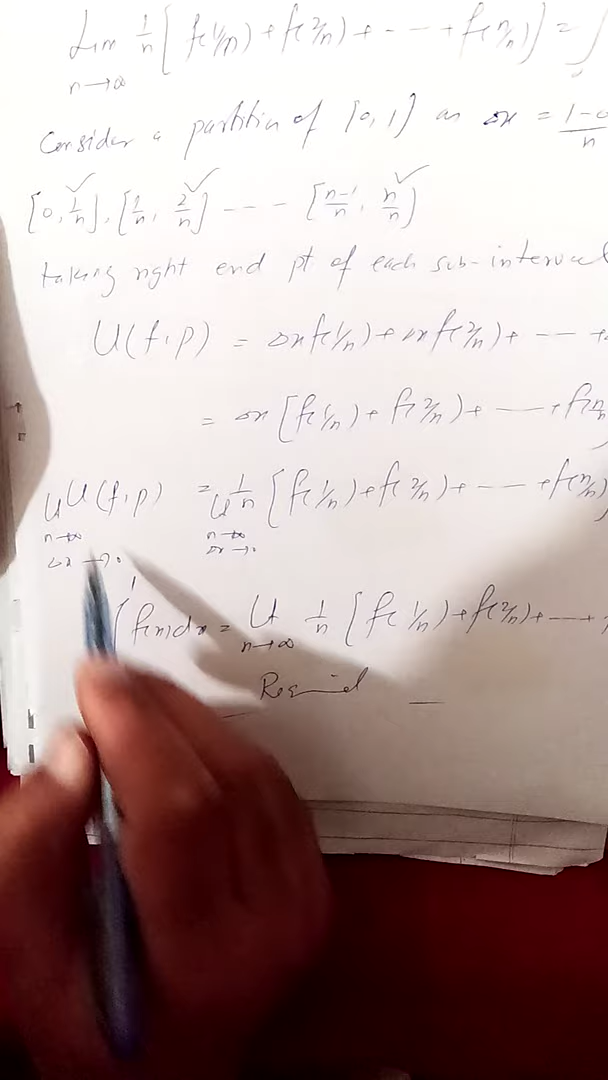 Lim n→∞ 1/n [ f(1/n) + f(2/n) + --- + f(n/n) ] = ∫
Consider a partition of [0, 1] as Δx = 1-0/n
[0, 1/n], [1/n, 2/n] ---- [n-1/n, n/n]
taking right end pt of each sub-interval
U(f, p) = Δx f(1/n) + Δx f(2/n) + --- +
= Δx [ f(1/n) + f(2/n) + --- + f(n/n)
Lt n→∞ Δx→0 U(f, p) = Lt n→∞ Δx→0 1/n [ f(1/n) + f(2/n) + --- + f(n/n)
∫ 1 f(x) dx = Lt n→∞ 1/n [ f(1/n) + f(2/n) + --- +
Required